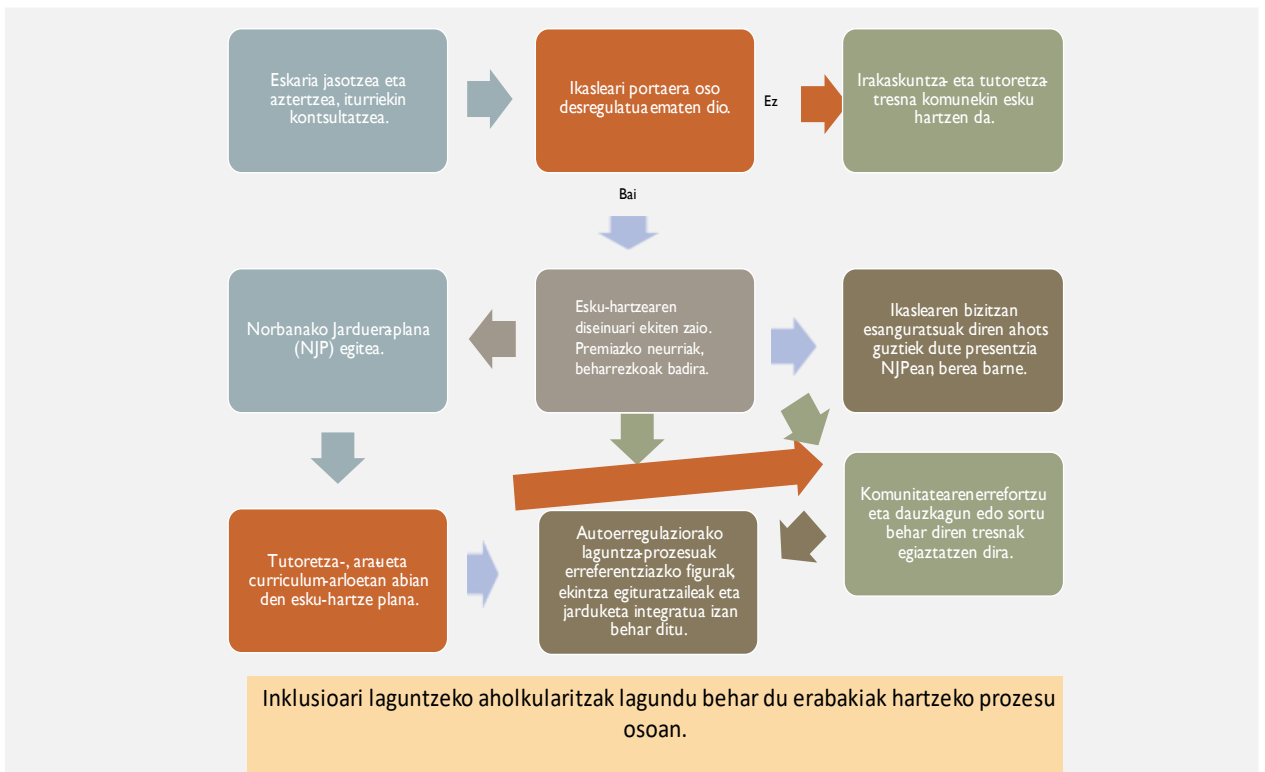 Eskaria jasotzea eta
aztertzea, iturriekin
kontsultatzea.
Ikasleari portaera oso
desregulatua ematen dio.
Ez
Irakaskuntza- eta tutoretza-
tresna komunekin esku
hartzen da.
Bai
Norbanako Jarduera-plana
(NJP) egitea.
Esku-hartzearen
diseinuari ekiten zaio.
Premiazko neurriak,
beharrezkoak badira.
Ikaslearen bizitzan
esanguratsuak diren ahots
guztiek dute presentzia
NJPean, berea barne.
Tutoretza-, arau- eta
curriculum-arloetan abian
den esku-hartze plana.
Autoerregulaziorako
laguntza-prozesuak
erreferentziazko figurak,
ekintza egituratzaileak eta
jarduketa integratua izan
behar ditu.
Komunitatearen errefortzu
eta dauzkagun edo sortu
behar diren tresnak
egiaztatzen dira.
Inklusioari laguntzeko aholkularitzak lagundu behar du erabakiak hartzeko prozesu
osoan.